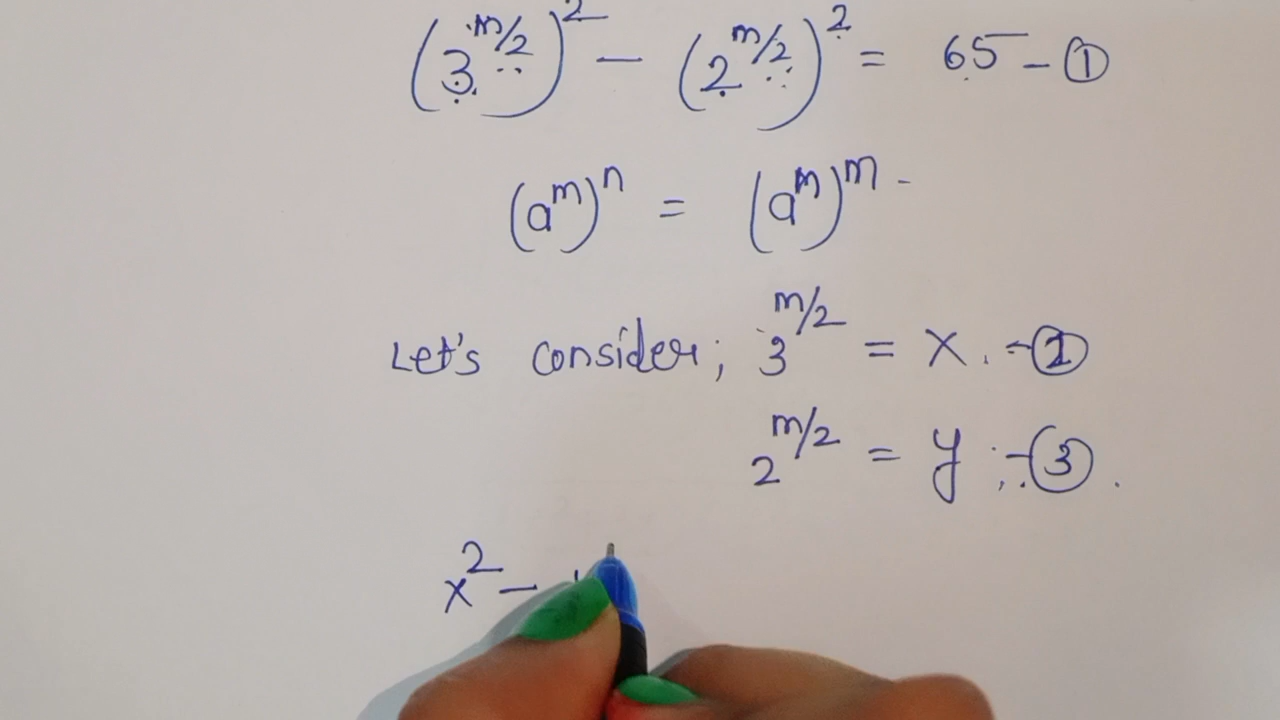 (3^{m/2})^2 - (2^{m/2})^2 = 65 - ①
(a^m)^n = (a^n)^m -
Let's consider; 3^{m/2} = x. - ②
2^{m/2} = y ; - ③.
x^2 -